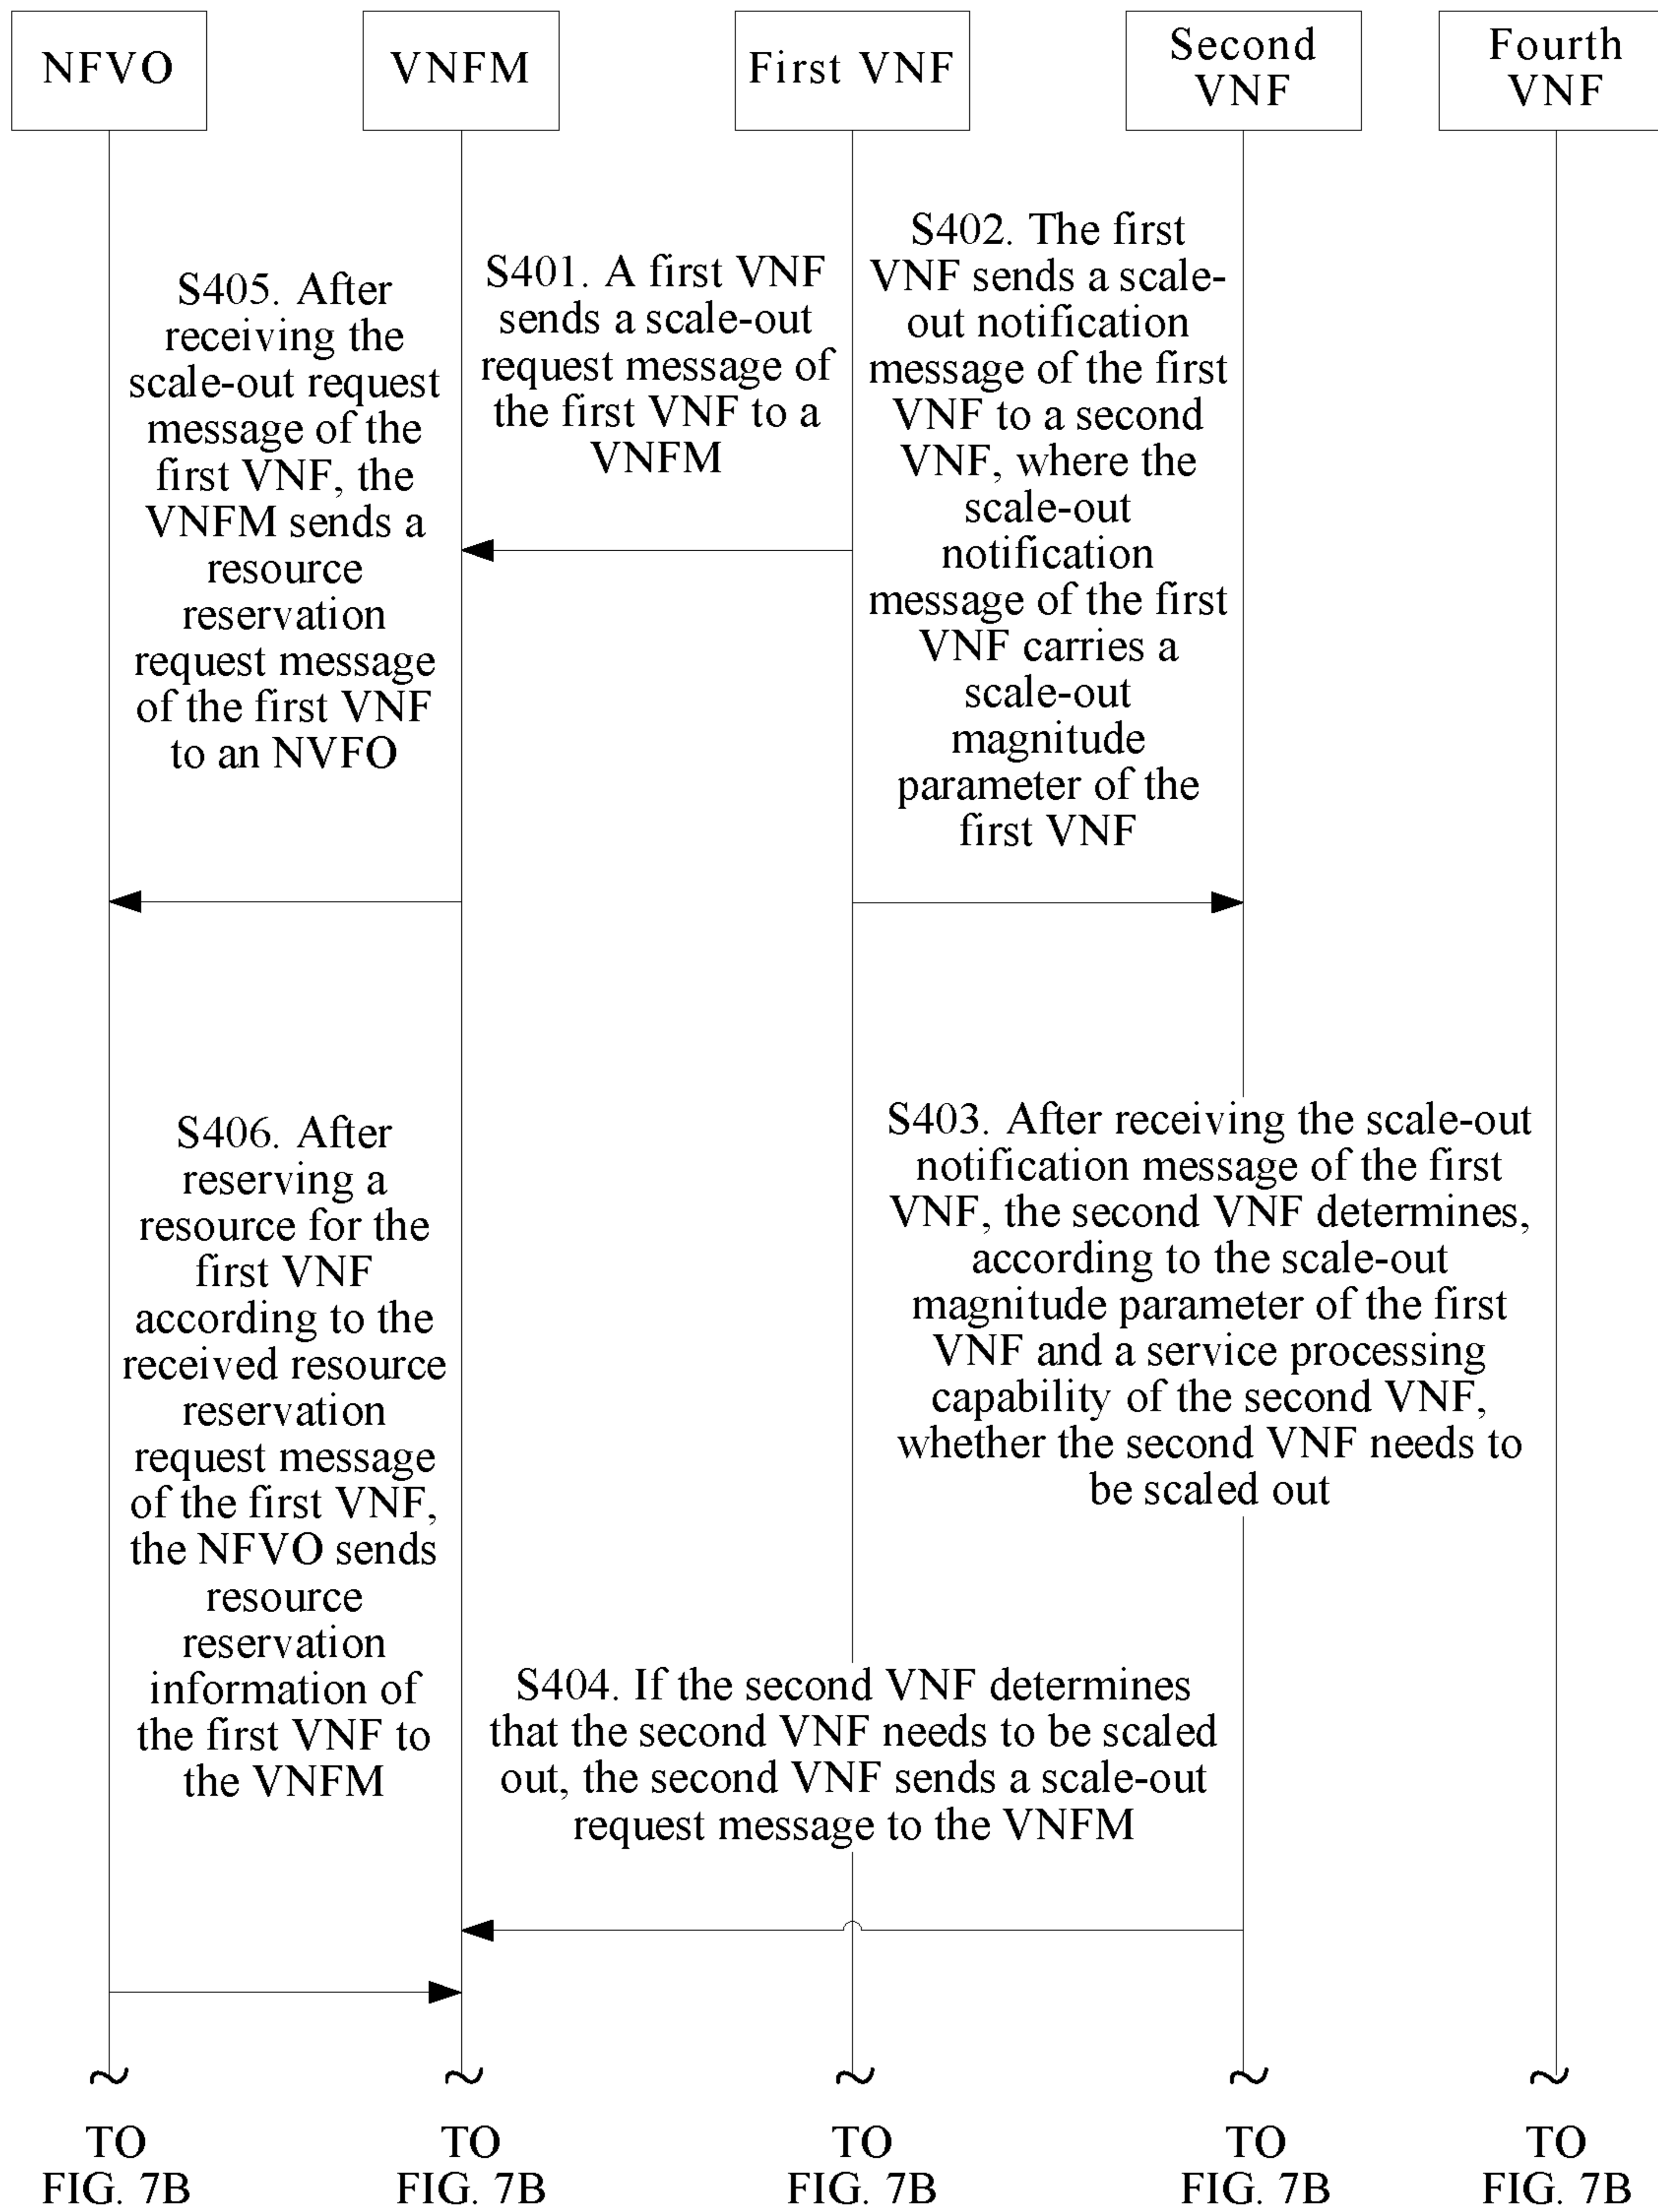 NFVO
VNFM
First VNF
Second
VNF
Fourth
VNF
S405. After
receiving the
scale-out request
message of the
first VNF, the
VNFM sends a
resource
reservation
request message
of the first VNF
to an NVFO
S401. A first VNF
sends a scale-out
request message of
the first VNF to a
VNFM
S402. The first
VNF sends a scale-
out notification
message of the first
VNF to a second
VNF, where the
scale-out
notification
message of the first
VNF carries a
scale-out
magnitude
parameter of the
first VNF
S406. After
reserving a
resource for the
first VNF
according to the
received resource
reservation
request message
of the first VNF,
the NFVO sends
resource
reservation
information of
the first VNF to
the VNFM
S403. After receiving the scale-out
notification message of the first
VNF, the second VNF determines,
according to the scale-out
magnitude parameter of the first
VNF and a service processing
capability of the second VNF,
whether the second VNF needs to
be scaled out
S404. If the second VNF determines
that the second VNF needs to be scaled
out, the second VNF sends a scale-out
request message to the VNFM
TO
FIG. 7B
TO
FIG. 7B
TO
FIG. 7B
TO
FIG. 7B
TO
FIG. 7B